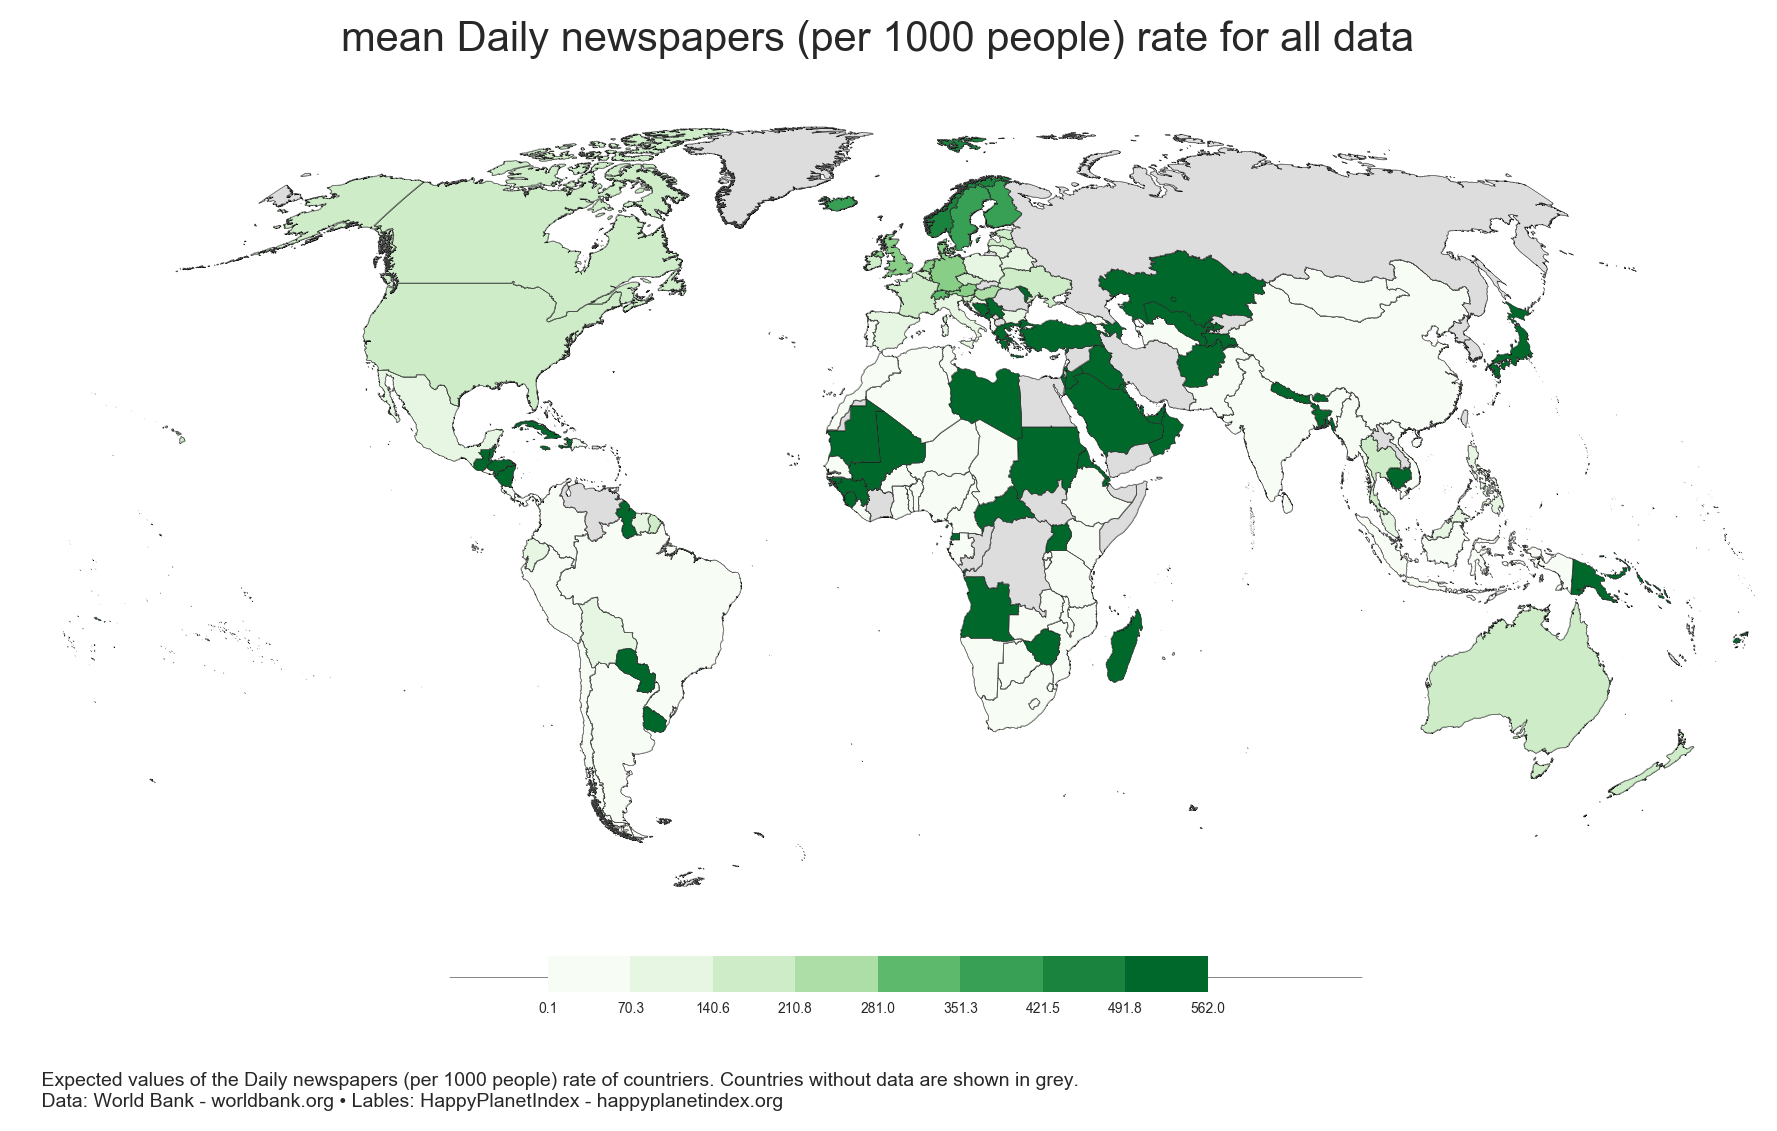 mean Daily newspapers (per 1000 people) rate for all data
0.1 70.3 140.6 210.8 281.0 351.3 421.5 491.8 562.0
Expected values of the Daily newspapers (per 1000 people) rate of countriers. Countries without data are shown in grey.
Data: World Bank - worldbank.org • Lables: HappyPlanetIndex - happyplanetindex.org